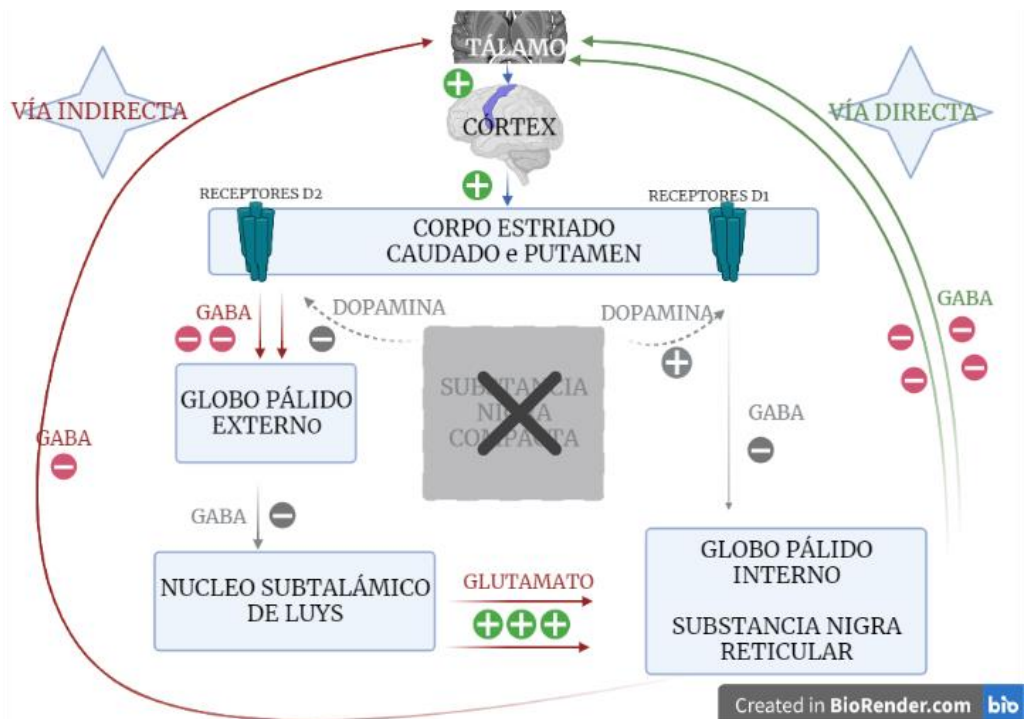 TÁLAMO
VÍA INDIRECTA
VÍA DIRECTA
CÓRTEX
RECEPTORES D2
RECEPTORES D1
CORPO ESTRIADO
CAUDADO e PUTAMEN
GABA
DOPAMINA
DOPAMINA
GABA
SUBSTANCIA
NIGRA
COMPACTA
GLOBO PÁLIDO
EXTERNO
GABA
GABA
GABA
NUCLEO SUBTALÁMICO
DE LUYS
GLUTAMATO
GLOBO PÁLIDO
INTERNO
SUBSTANCIA NIGRA
RETICULAR
Created in BioRender.com bio